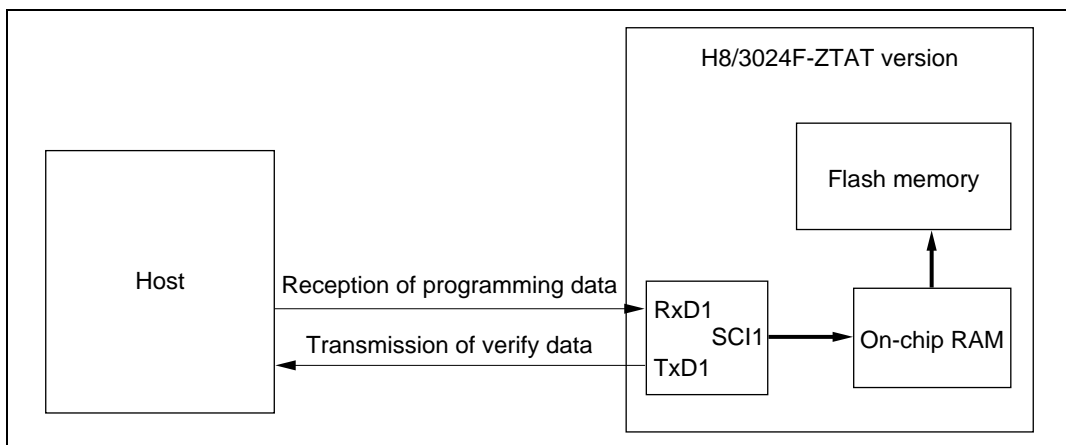 H8/3024F-ZTAT version
Flash memory
Host
Reception of programming data
RxD1
SCI1
On-chip RAM
Transmission of verify data
TxD1